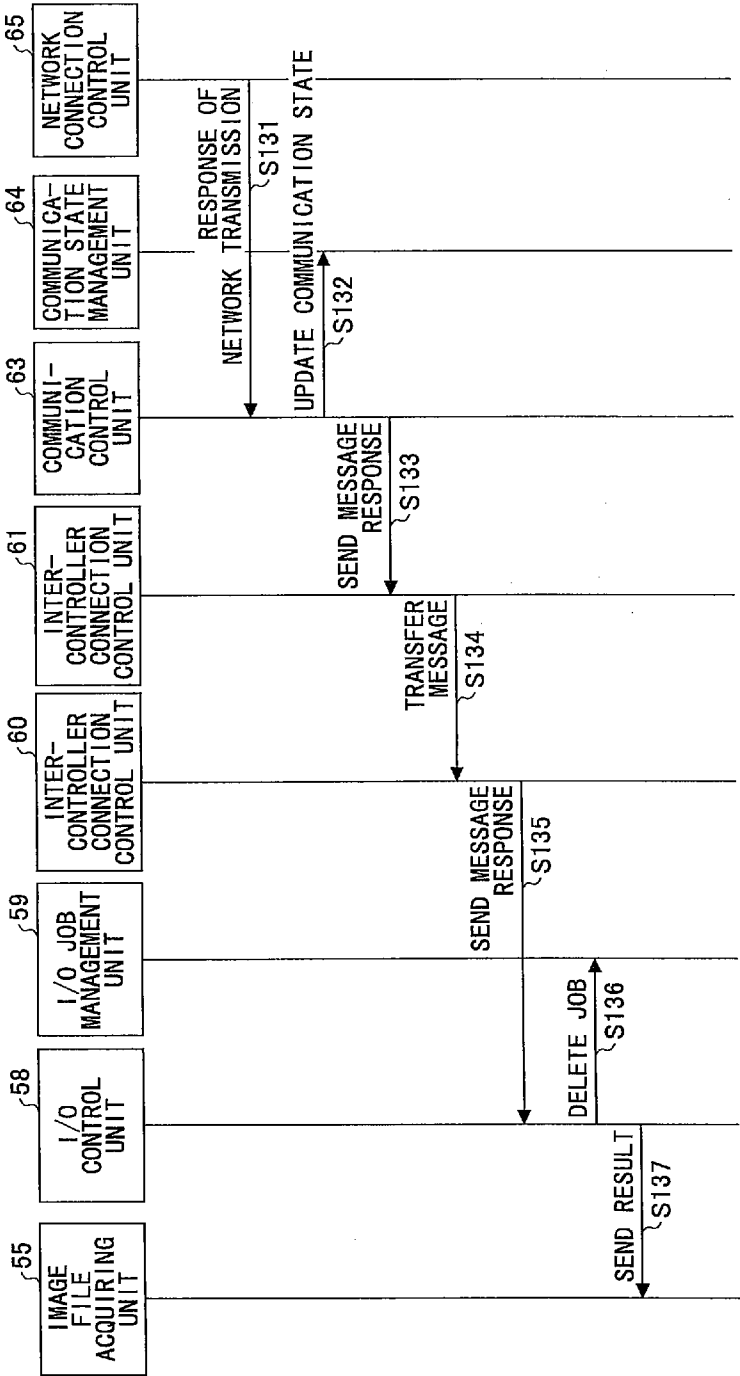 55
IMAGE
FILE
ACQUIRING
UNIT
58
I/O
CONTROL
UNIT
59
I/O JOB
MANAGEMENT
UNIT
60
INTER-
CONTROLLER
CONNECTION
CONTROL UNIT
61
INTER-
CONTROLLER
CONNECTION
CONTROL UNIT
63
COMMUNI-
CATION
CONTROL
UNIT
64
COMMUNICA-
TION STATE
MANAGEMENT
UNIT
65
NETWORK
CONNECTION
CONTROL
UNIT
RESPONSE OF
NETWORK TRANSMISSION
S131
UPDATE COMMUNICATION STATE
S132
SEND MESSAGE
RESPONSE
S133
TRANSFER
MESSAGE
S134
SEND MESSAGE
RESPONSE
S135
DELETE JOB
S136
SEND RESULT
S137